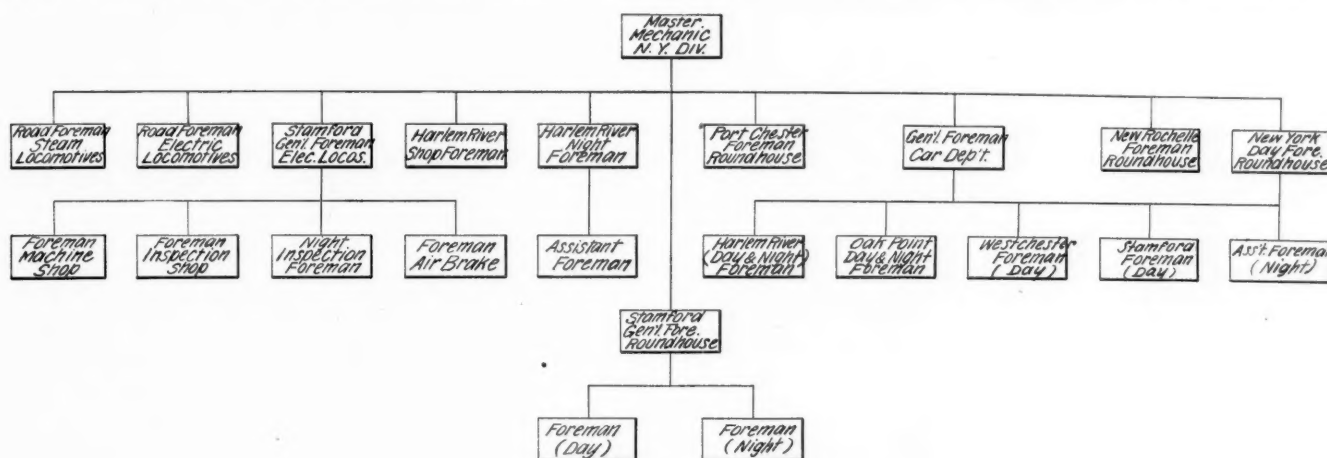 Master
Mechanic
N. Y. Div.
Road Foreman
Steam
Locomotives
Road Foreman
Electric
Locomotives
Stamford
Gen'l. Foreman
Elec. Locos.
Harlem River
Shop Foreman
Harlem River
Night
Foreman
Port Chester
Foreman
Roundhouse
Gen'l. Foreman
Car Dep't.
New Rochelle
Foreman
Roundhouse
New York
Day Fore.
Roundhouse
Foreman
Machine
Shop
Foreman
Inspection
Shop
Night
Inspection
Foreman
Foreman
Air Brake
Assistant
Foreman
Harlem River
(Day & Night)
Foreman
Oak Point
Day & Night
Foreman
Westchester
Foreman
(Day)
Stamford
Foreman
(Day)
Ass't. Foreman
(Night)
Stamford
Gen'l. Fore.
Roundhouse
Foreman
(Day)
Foreman
(Night)